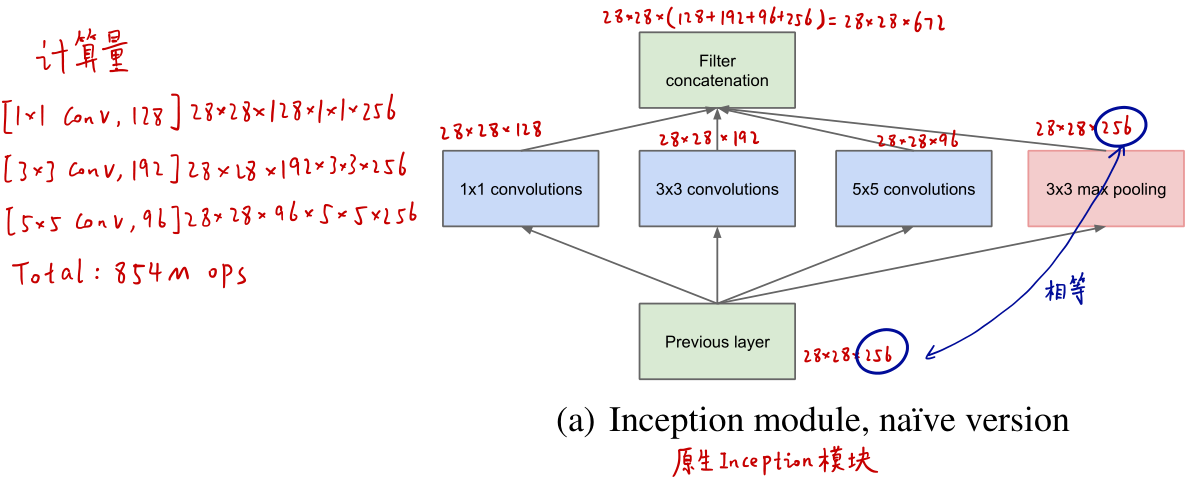 计算量
[1×1 conv, 128] 28×28×128×1×1×256
[3×3 conv, 192] 28×28×192×3×3×256
[5×5 conv, 96] 28×28×96×5×5×256
Total: 854m ops
28×28×(128+192+96+256)=28×28×672
Filter
concatenation
28×28×128
28×28×192
28×28×96
28×28×256
1x1 convolutions
3x3 convolutions
5x5 convolutions
3x3 max pooling
相等
Previous layer
28×28×256
(a) Inception module, naïve version
原生Inception模块